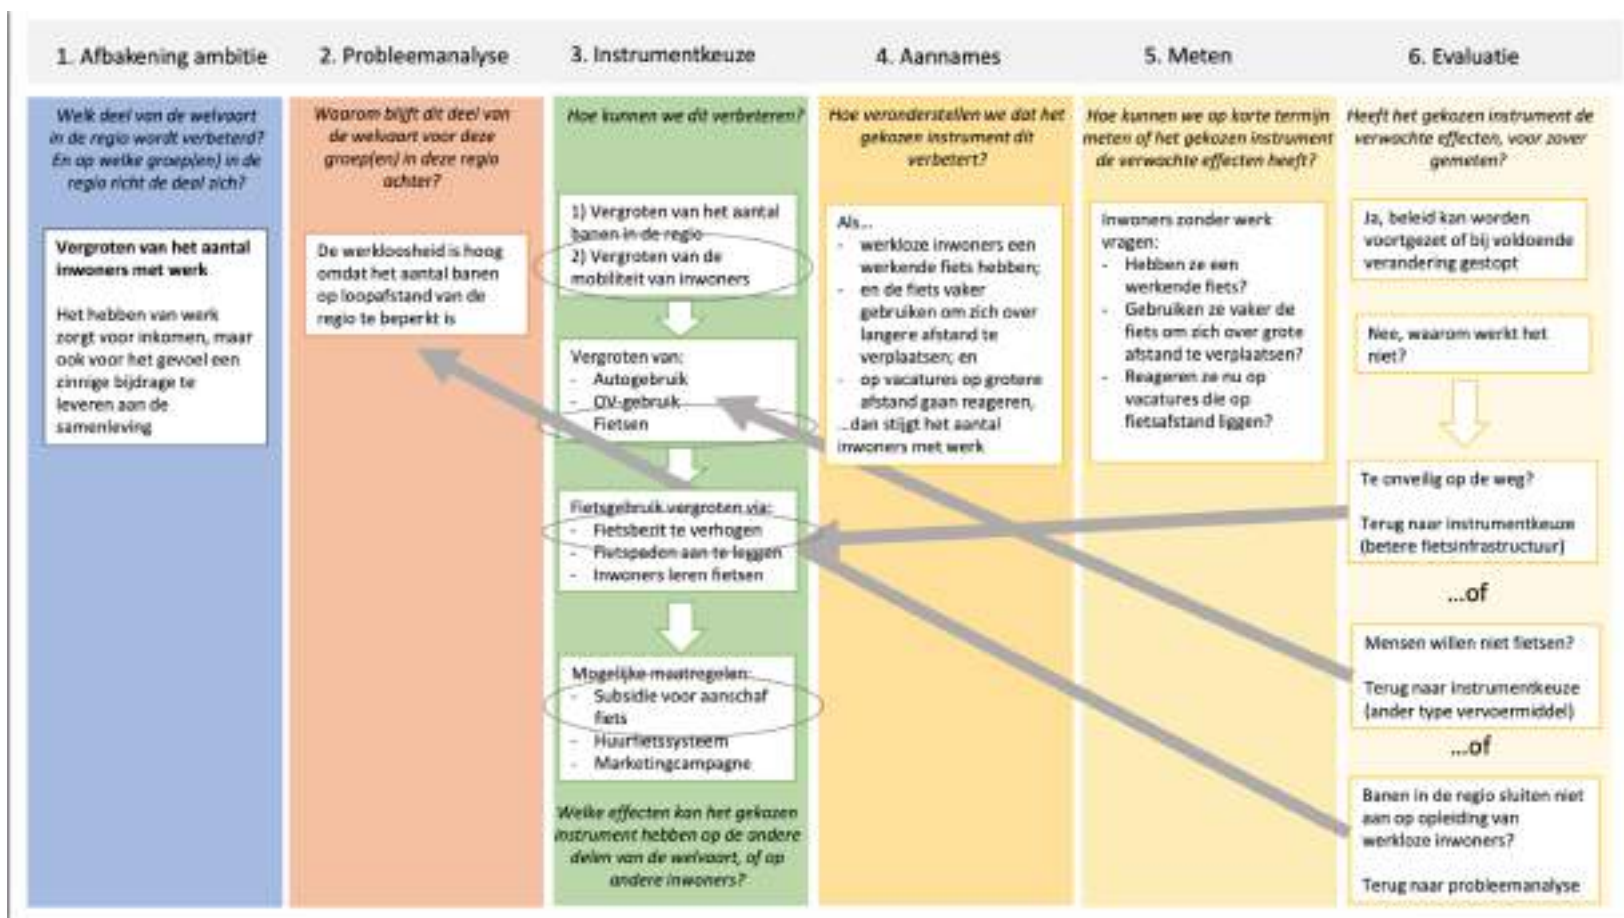 1. Afbakening ambitie
2. Probleemanalyse
3. Instrumentkeuze
4. Aannames
5. Meten
6. Evaluatie
Welk deel van de welvaart
in de regio wordt verbeterd?
En op welke groep(en) in de
regio richt de deal zich?
Vergroten van het aantal
inwoners met werk
Het hebben van werk
zorgt voor inkomen, maar
ook voor het gevoel een
zinnige bijdrage te
leveren aan de
samenleving
Waarom blijft dit deel van
de welvaart voor deze
groep(en) in deze regio
achter?
De werkloosheid is hoog
omdat het aantal banen
op loopafstand van de
regio te beperkt is
Hoe kunnen we dit verbeteren?
1) Vergroten van het aantal
banen in de regio
2) Vergroten van de
mobiliteit van inwoners
Vergroten van:
- Autogebruik
- OV-gebruik
- Fietsen
Fietsgebruik vergroten via:
- Fietsbezit te verhogen
- Fietspaden aan te leggen
- Inwoners leren fietsen
Mogelijke maatregelen:
- Subsidie voor aanschaf
fiets
- Huurfietssysteem
- Marketingcampagne
Welke effecten kan het gekozen
instrument hebben op de andere
delen van de welvaart, of op
andere inwoners?
Hoe veronderstellen we dat het
gekozen instrument dit
verbetert?
Als...
- werkloze inwoners een
werkende fiets hebben;
- en de fiets vaker
gebruiken om zich over
langere afstand te
verplaatsen; en
- op vacatures op grotere
afstand gaan reageren,
...dan stijgt het aantal
inwoners met werk
Hoe kunnen we op korte termijn
meten of het gekozen instrument
de verwachte effecten heeft?
Inwoners zonder werk
vragen:
- Hebben ze een
werkende fiets?
- Gebruiken ze vaker de
fiets om zich over grote
afstand te verplaatsen?
- Reageren ze nu op
vacatures die op
fietsafstand liggen?
Heeft het gekozen instrument de
verwachte effecten, voor zover
gemeten?
Ja, beleid kan worden
voortgezet of bij voldoende
verandering gestopt
Nee, waarom werkt het
niet?
Te onveilig op de weg?
Terug naar instrumentkeuze
(betere fietsinfrastructuur)
...of
Mensen willen niet fietsen?
Terug naar instrumentkeuze
(ander type vervoermiddel)
...of
Banen in de regio sluiten niet
aan op opleiding van
werkloze inwoners?
Terug naar probleemanalyse